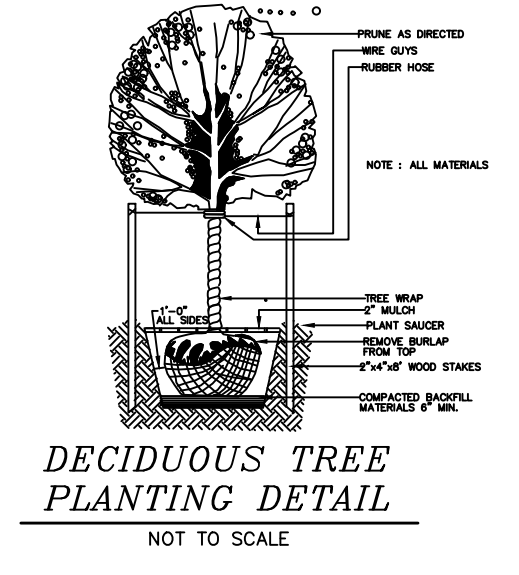 PRUNE AS DIRECTED
WIRE GUYS
RUBBER HOSE
NOTE : ALL MATERIALS
TREE WRAP
1'-0"
ALL SIDES
2" MULCH
PLANT SAUCER
REMOVE BURLAP
FROM TOP
2"x4"x8' WOOD STAKES
COMPACTED BACKFILL
MATERIALS 6" MIN.
DECIDUOUS TREE
PLANTING DETAIL
NOT TO SCALE